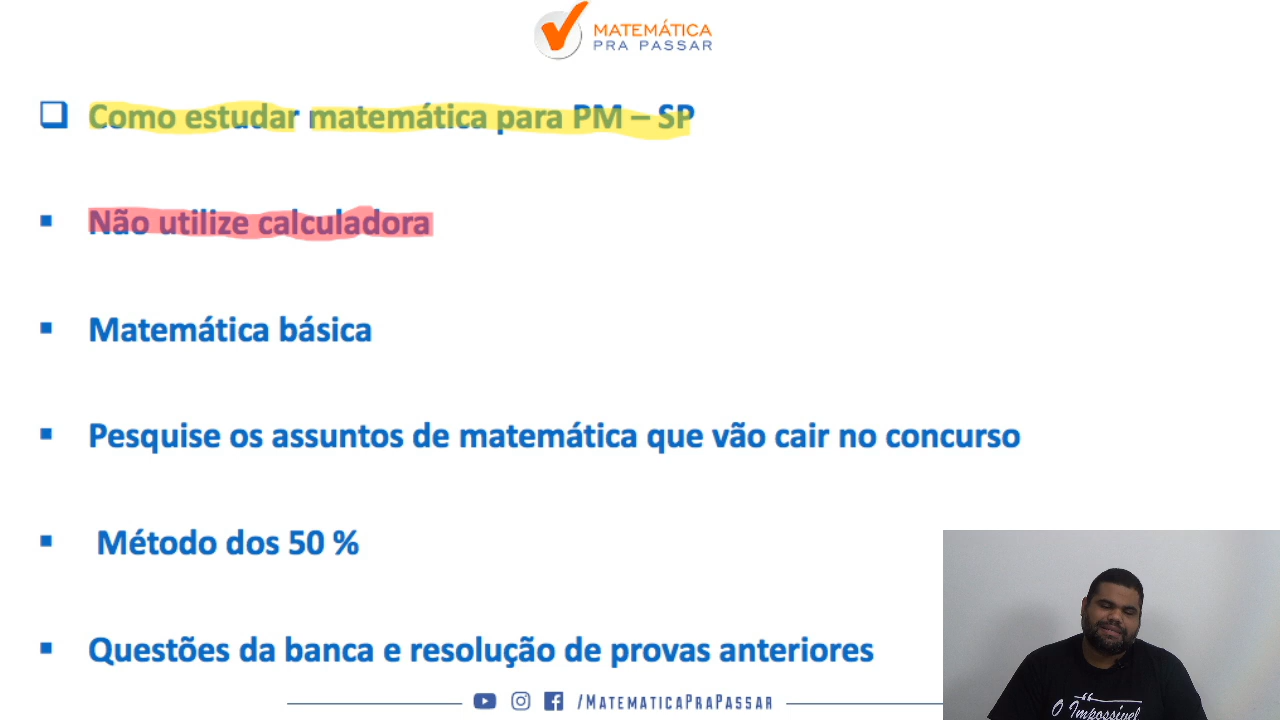 MATEMÁTICA
PRA PASSAR
Como estudar matemática para PM – SP
Não utilize calculadora
Matemática básica
Pesquise os assuntos de matemática que vão cair no concurso
Método dos 50 %
Questões da banca e resolução de provas anteriores
/MATEMATICAPRAPASSAR
O Impossível